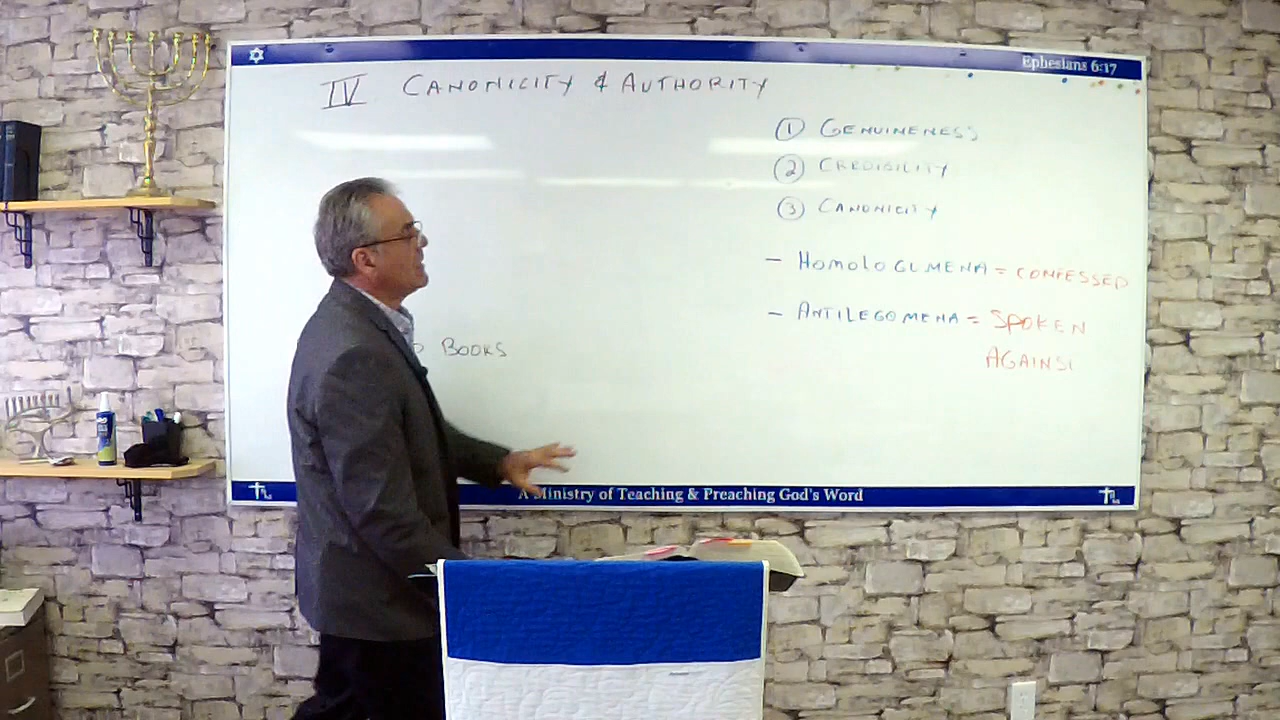 Ephesians 6:17
IV CANONICITY & AUTHORITY
① GENUINENESS
② CREDIBILITY
③ CANONICITY
- HOMOLOGUMENA = CONFESSED
- ANTILEGOMENA = SPOKEN
AGAINST
BOOKS
A Ministry of Teaching & Preaching God's Word